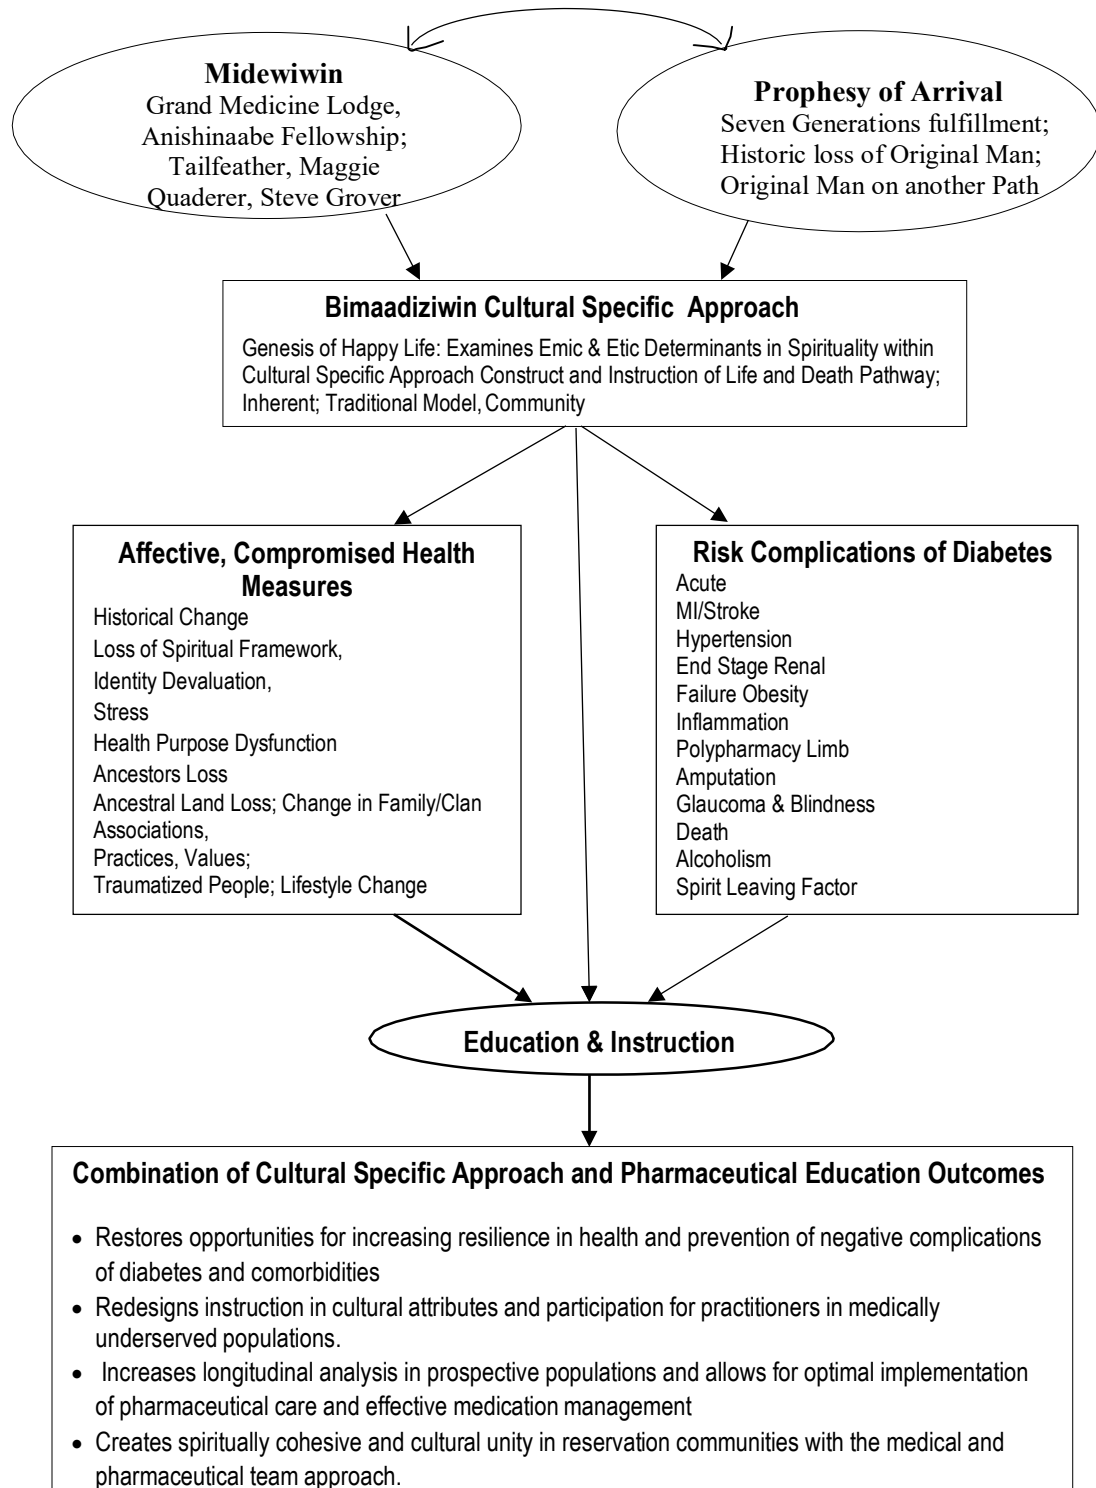 Midewiwin
Grand Medicine Lodge,
Anishinaabe Fellowship;
Tailfeather, Maggie
Quaderer, Steve Grover
Prophesy of Arrival
Seven Generations fulfillment;
Historic loss of Original Man;
Original Man on another Path
Bimaadiziwin Cultural Specific Approach
Genesis of Happy Life: Examines Emic & Etic Determinants in Spirituality within
Cultural Specific Approach Construct and Instruction of Life and Death Pathway;
Inherent; Traditional Model, Community
Affective, Compromised Health
Measures
Historical Change
Loss of Spiritual Framework,
Identity Devaluation,
Stress
Health Purpose Dysfunction
Ancestors Loss
Ancestral Land Loss; Change in Family/Clan
Associations,
Practices, Values;
Traumatized People; Lifestyle Change
Risk Complications of Diabetes
Acute
MI/Stroke
Hypertension
End Stage Renal
Failure Obesity
Inflammation
Polypharmacy Limb
Amputation
Glaucoma & Blindness
Death
Alcoholism
Spirit Leaving Factor
Education & Instruction
Combination of Cultural Specific Approach and Pharmaceutical Education Outcomes
• Restores opportunities for increasing resilience in health and prevention of negative complications
of diabetes and comorbidities
• Redesigns instruction in cultural attributes and participation for practitioners in medically
underserved populations.
• Increases longitudinal analysis in prospective populations and allows for optimal implementation
of pharmaceutical care and effective medication management
• Creates spiritually cohesive and cultural unity in reservation communities with the medical and
pharmaceutical team approach.